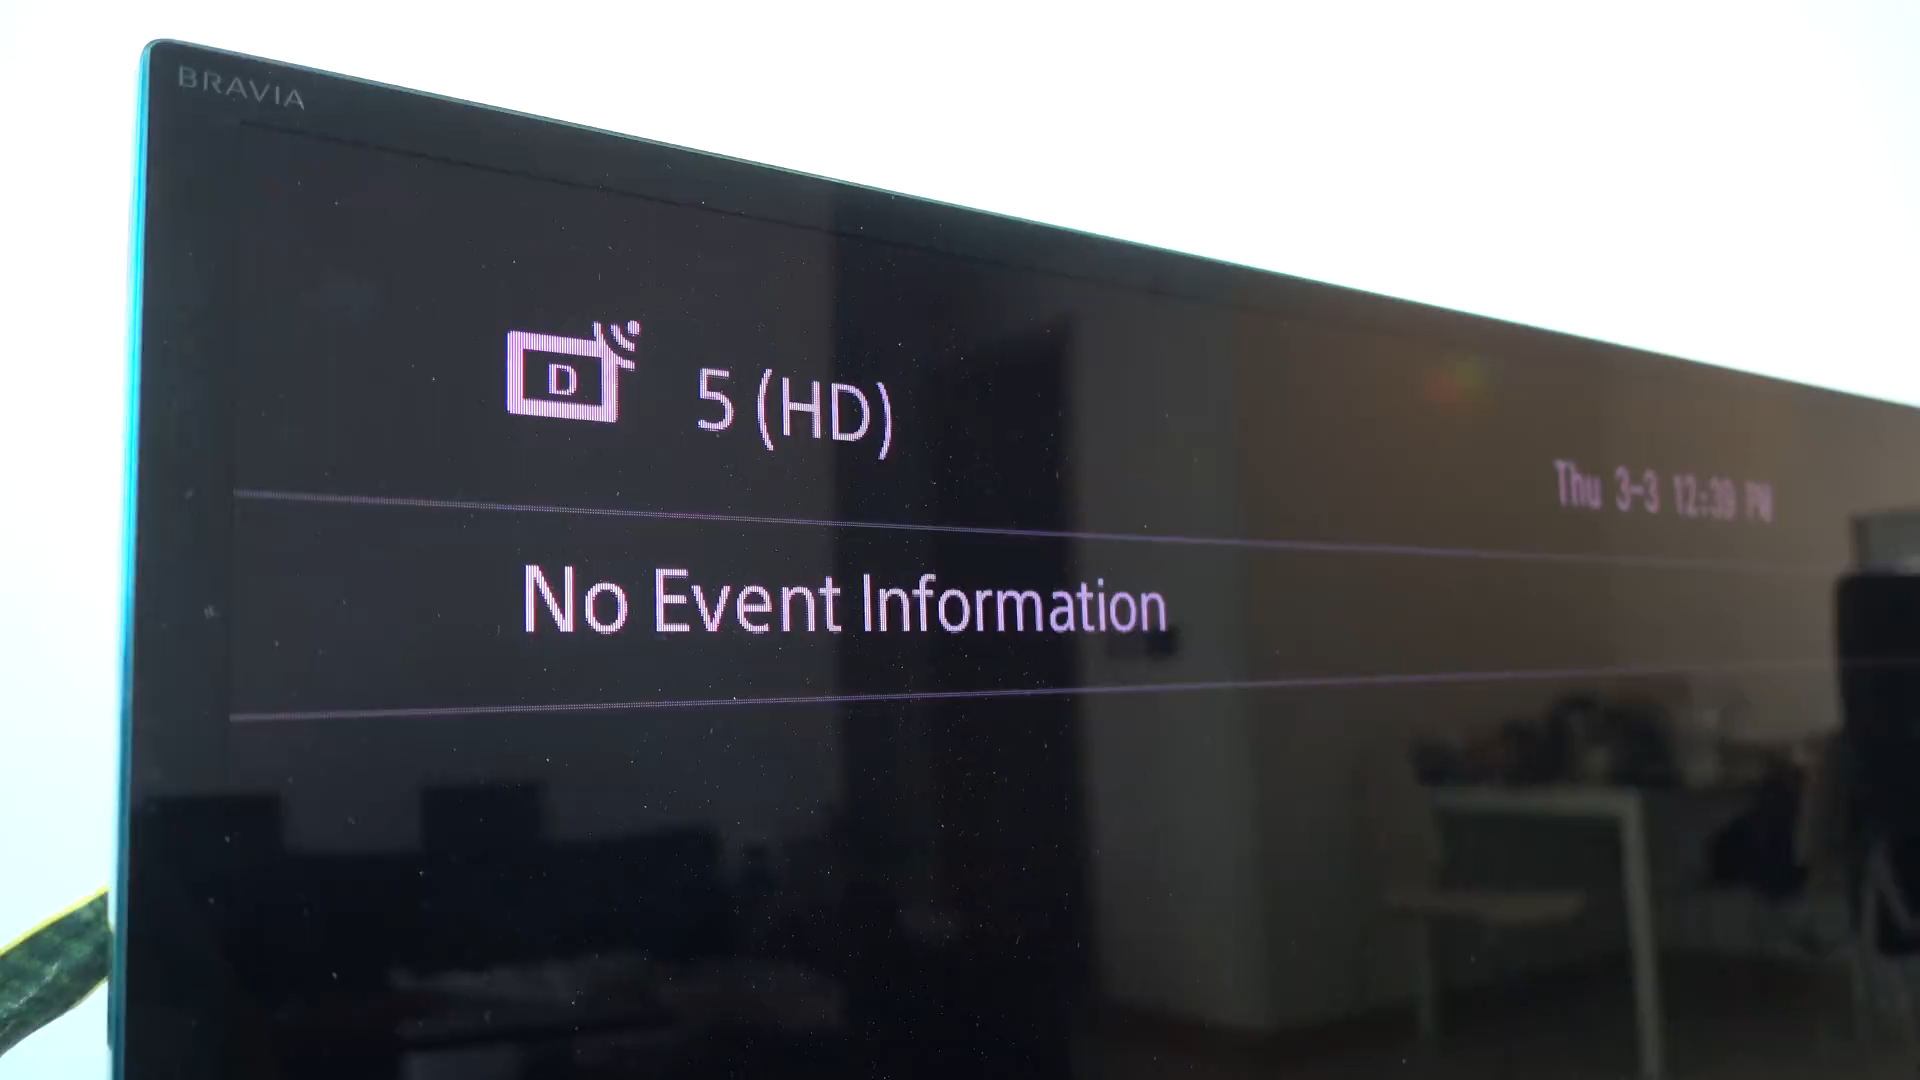 BRAVIA
D
5 (HD)
Thu 3-3 12:30 PM
No Event Information